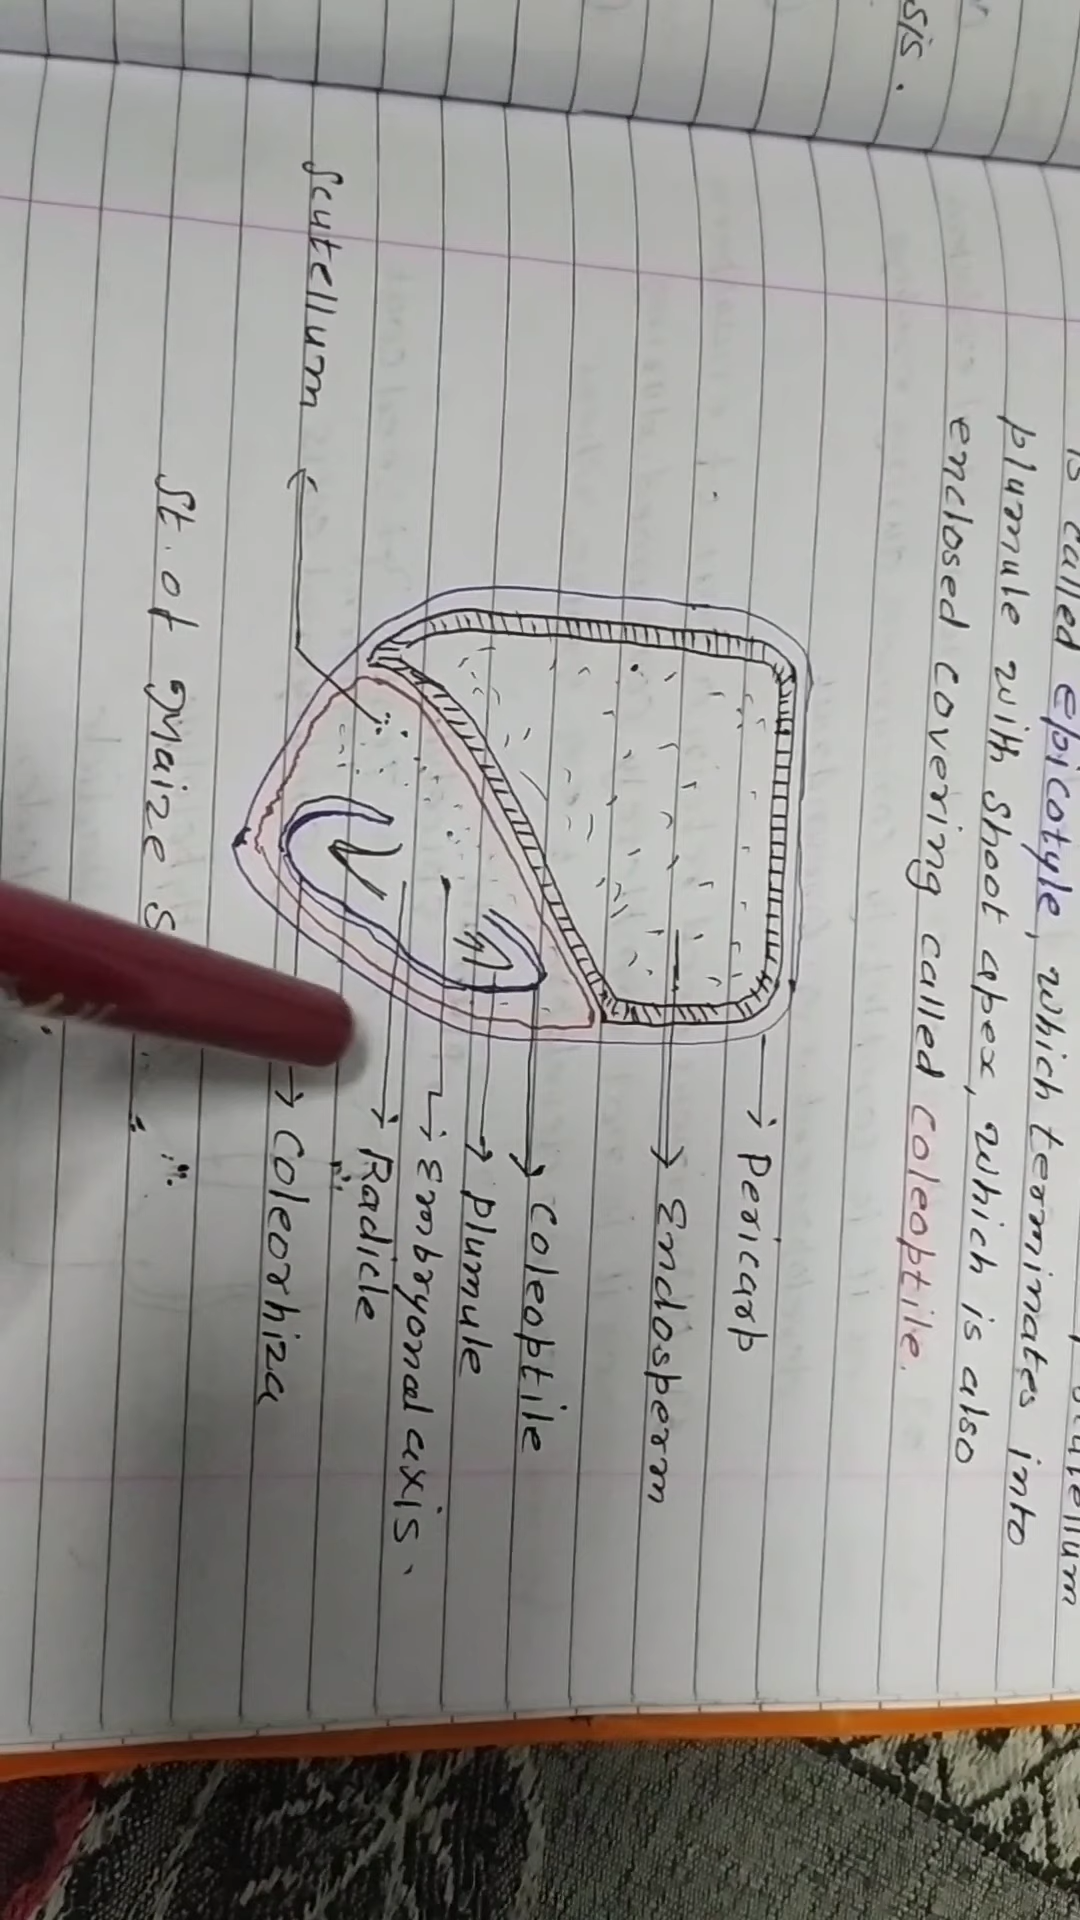 sis.
is called epicotyle, which terminates into
plumule with shoot apex, which is also
enclosed covering called coleoptile.
Pericarp
Endosperm
Coleoptile
Plumule
Embryonal axis.
Radicle
Coleorhiza
Scutellum
St. of Maize S